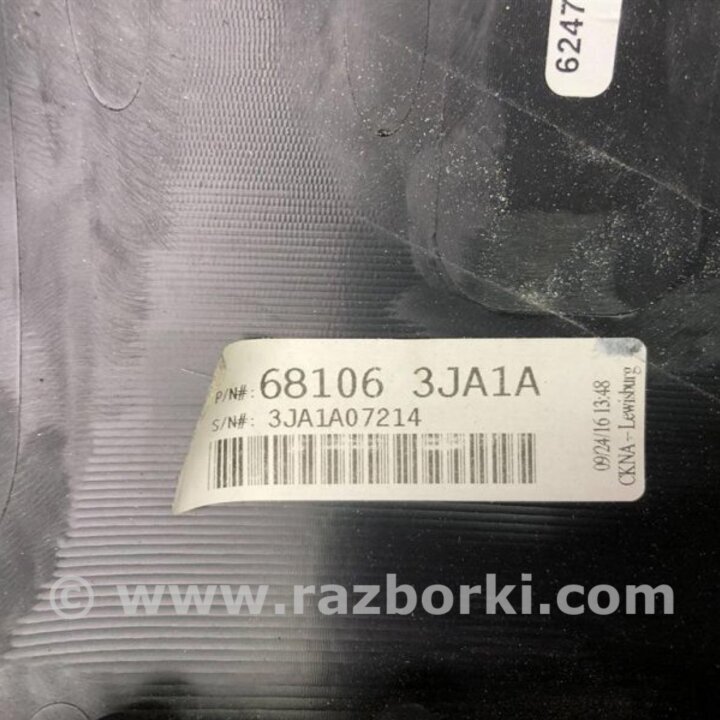 6247
P/N#: 68106 3JA1A
S/N#: 3JA1A07214
09/24/16 13:48
CKNA - Lewisburg
© www.razborki.com